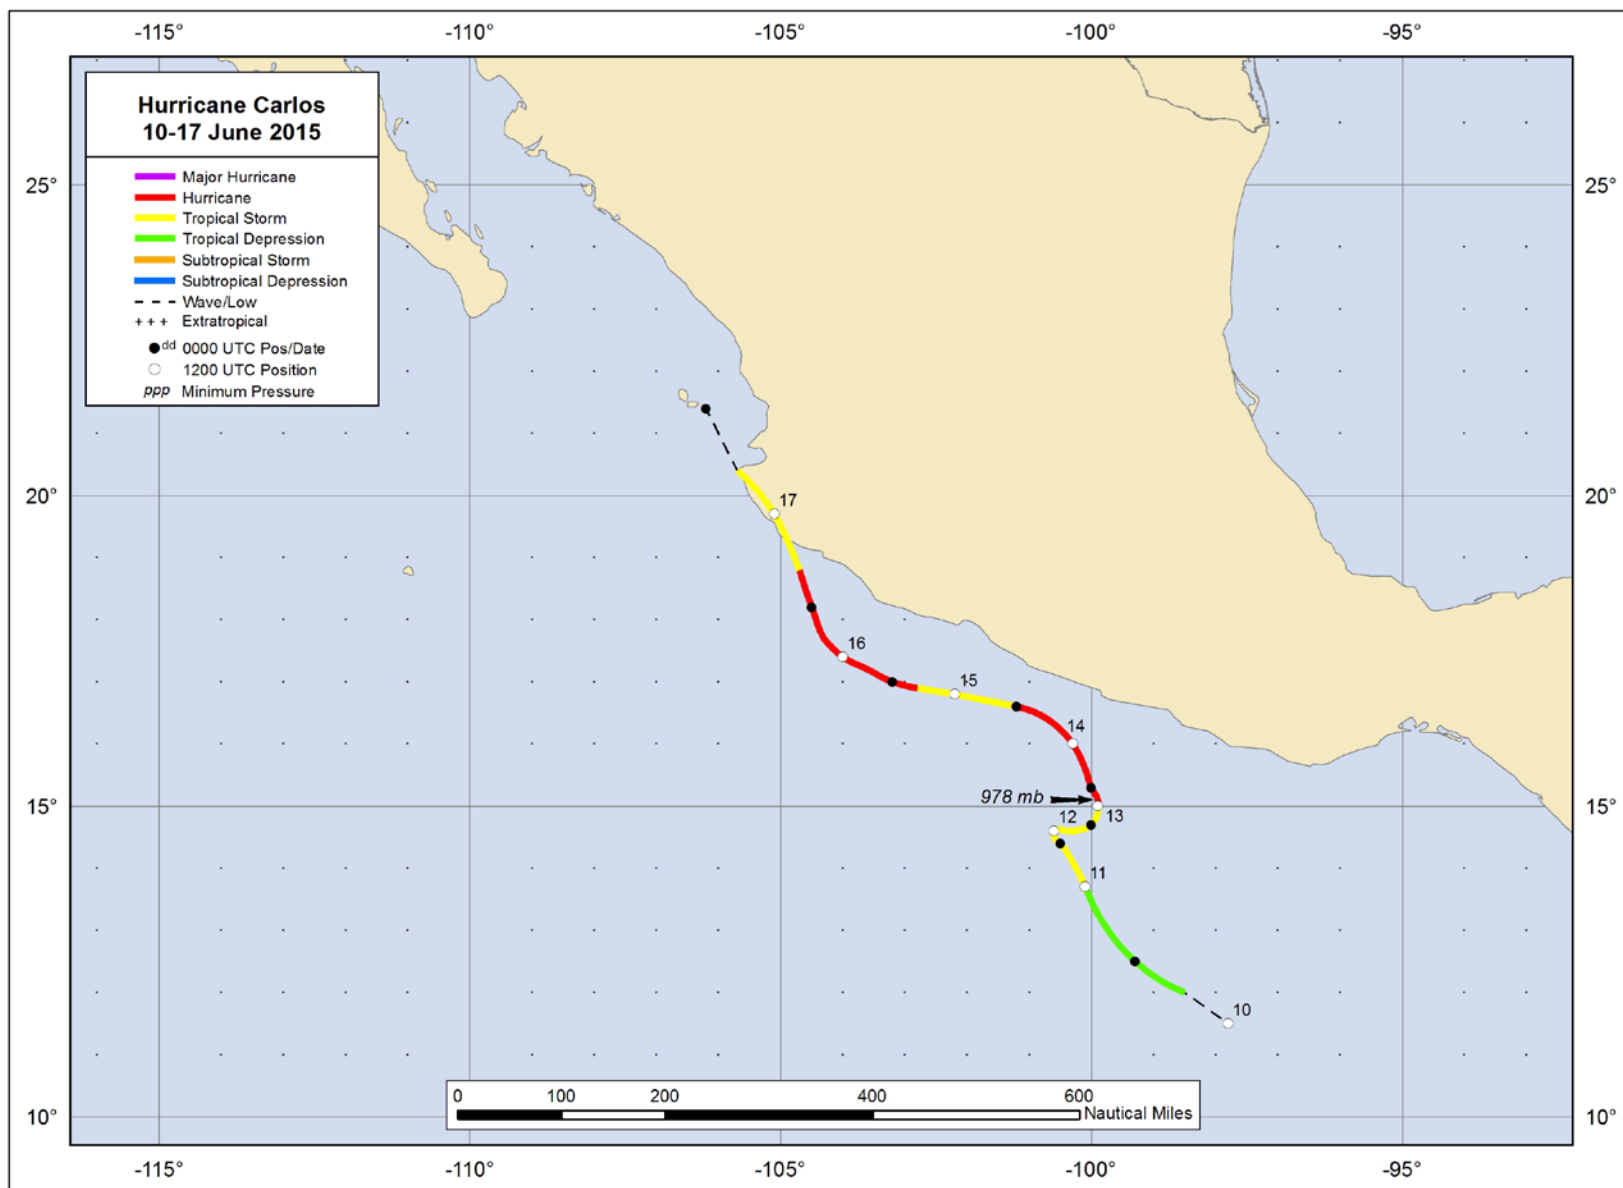 -115° -110° -105° -100° -95°
Hurricane Carlos
10-17 June 2015
Major Hurricane
Hurricane
Tropical Storm
Tropical Depression
Subtropical Storm
Subtropical Depression
Wave/Low
+++ Extratropical
dd 0000 UTC Pos/Date
1200 UTC Position
ppp Minimum Pressure
25° 25°
20° 20°
17
16
15
14
978 mb
15° 15°
12 13
11
10
0 100 200 400 600
Nautical Miles
10° 10°
-115° -110° -105° -100° -95°